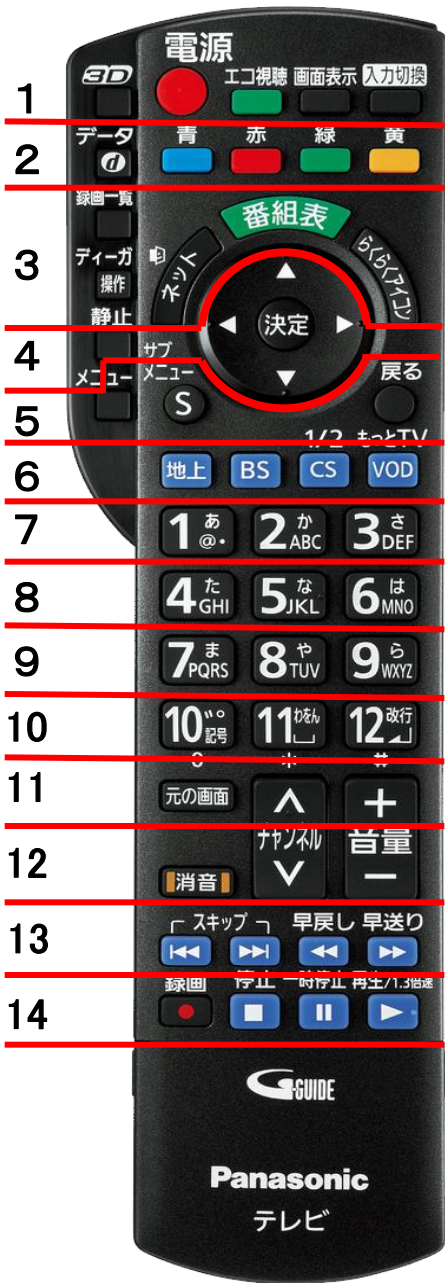 電源
3D エコ視聴 画面表示 入力切換
1
データ 青 赤 緑 黄
2 d
録画一覧 番組表
ネット らくらくアイコン
3 ディーガ
操作
静止 決定
4 サブ
メニュー メニュー 戻る
S
5
1/2 もっとTV
6 地上 BS CS VOD
7 1 あ @. 2 か ABC 3 さ DEF
8 4 た GHI 5 な JKL 6 は MNO
9 7 ま PQRS 8 や TUV 9 ら WXYZ
10 10 ゛゜ 記号 11 わをん 12 改行
0 * #
11 元の画面 + 
チャンネル 音量
12 消音 −
スキップ 早戻し 早送り
13
録画 停止 一時停止 再生/1.3倍速
14
G-GUIDE
Panasonic
テレビ